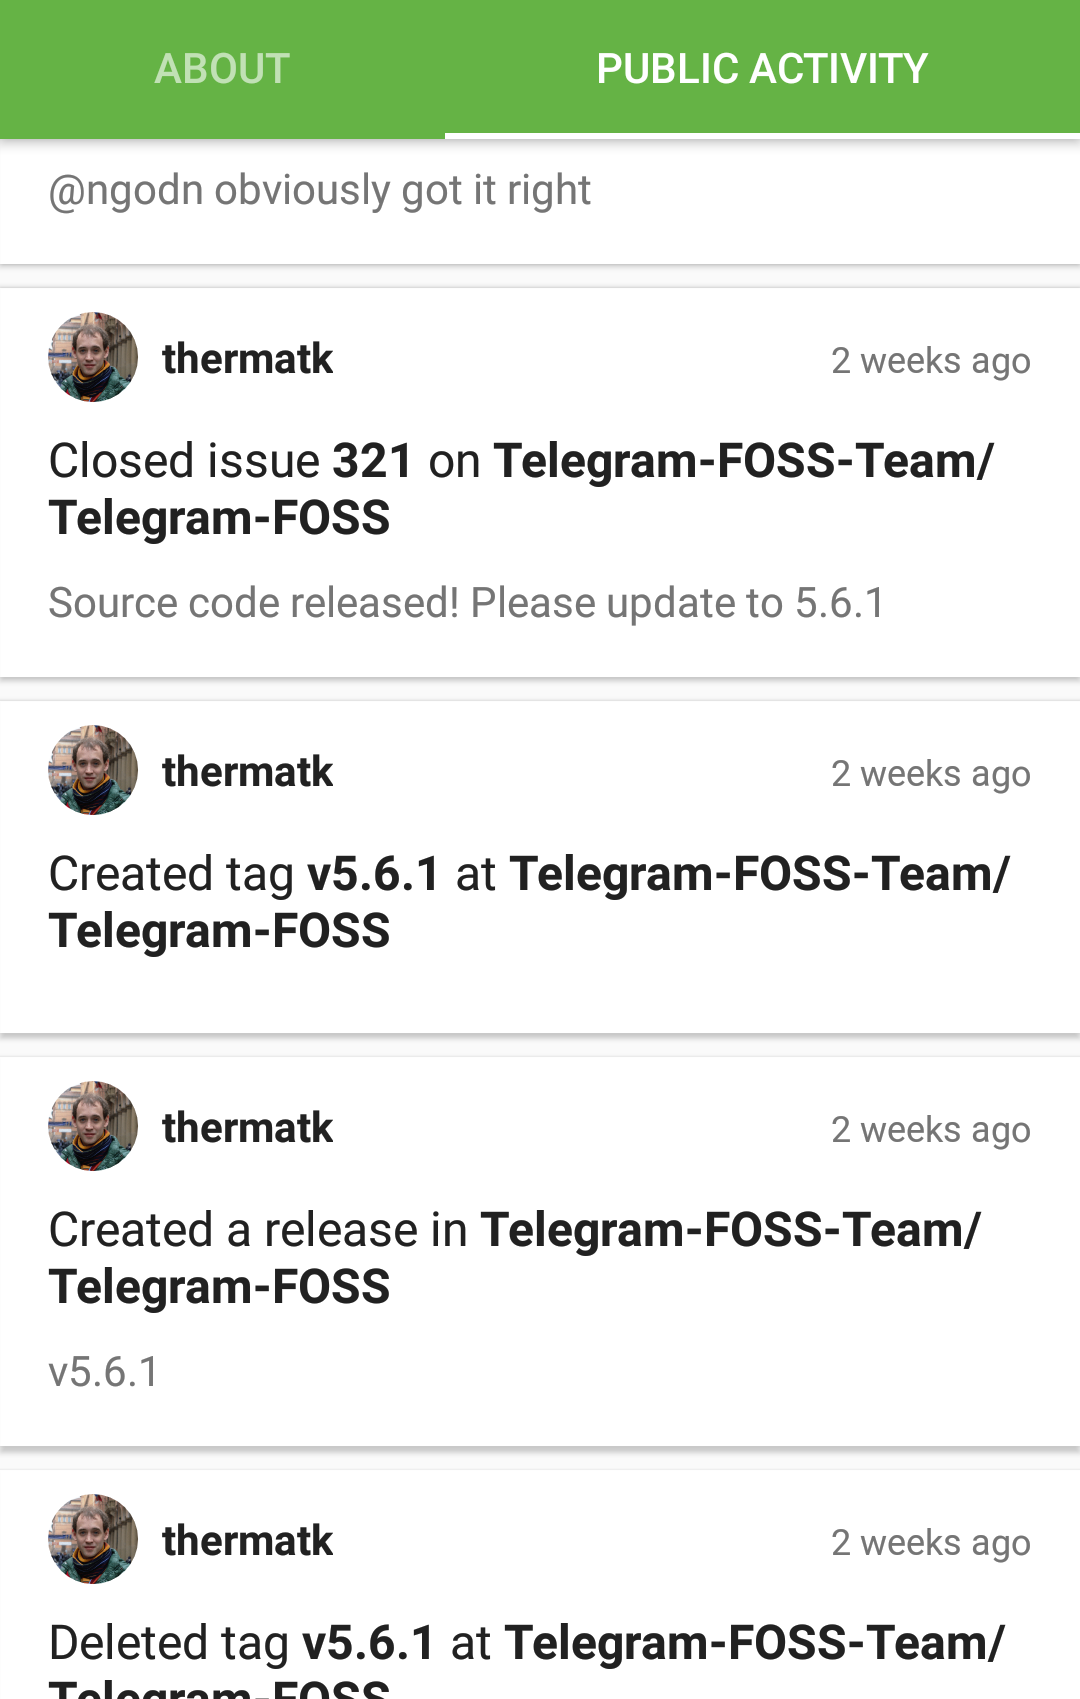 ABOUT
PUBLIC ACTIVITY
@ngodn obviously got it right
thermatk
2 weeks ago
Closed issue 321 on Telegram-FOSS-Team/
Telegram-FOSS
Source code released! Please update to 5.6.1
thermatk
2 weeks ago
Created tag v5.6.1 at Telegram-FOSS-Team/
Telegram-FOSS
thermatk
2 weeks ago
Created a release in Telegram-FOSS-Team/
Telegram-FOSS
v5.6.1
thermatk
2 weeks ago
Deleted tag v5.6.1 at Telegram-FOSS-Team/
Telegram-FOSS